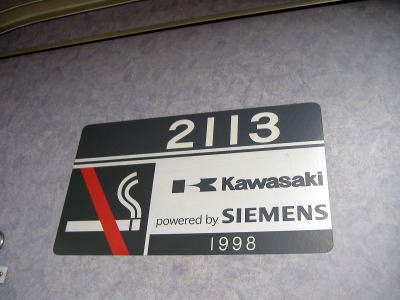 2113
Kawasaki
powered by SIEMENS
1998